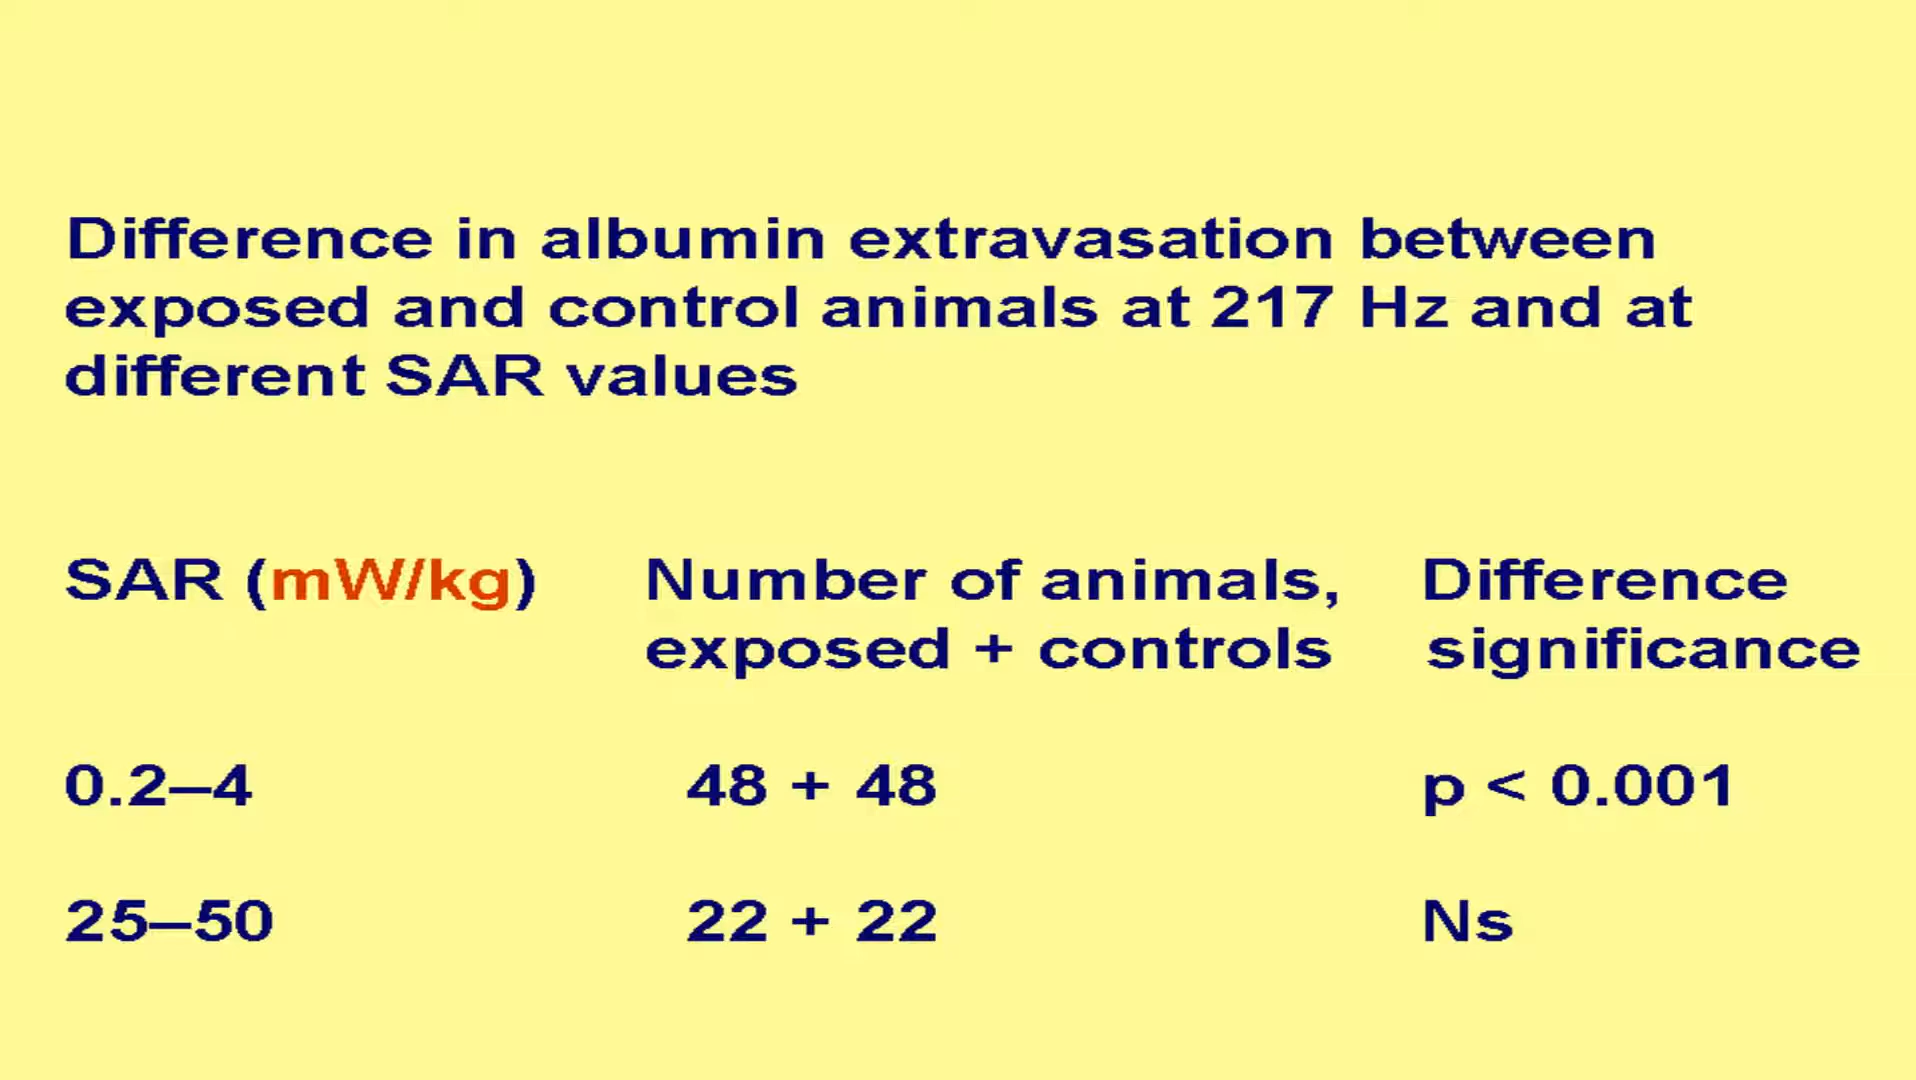 Difference in albumin extravasation between
exposed and control animals at 217 Hz and at
different SAR values
SAR (mW/kg) Number of animals, Difference
exposed + controls significance
0.2–4 48 + 48 p < 0.001
25–50 22 + 22 Ns